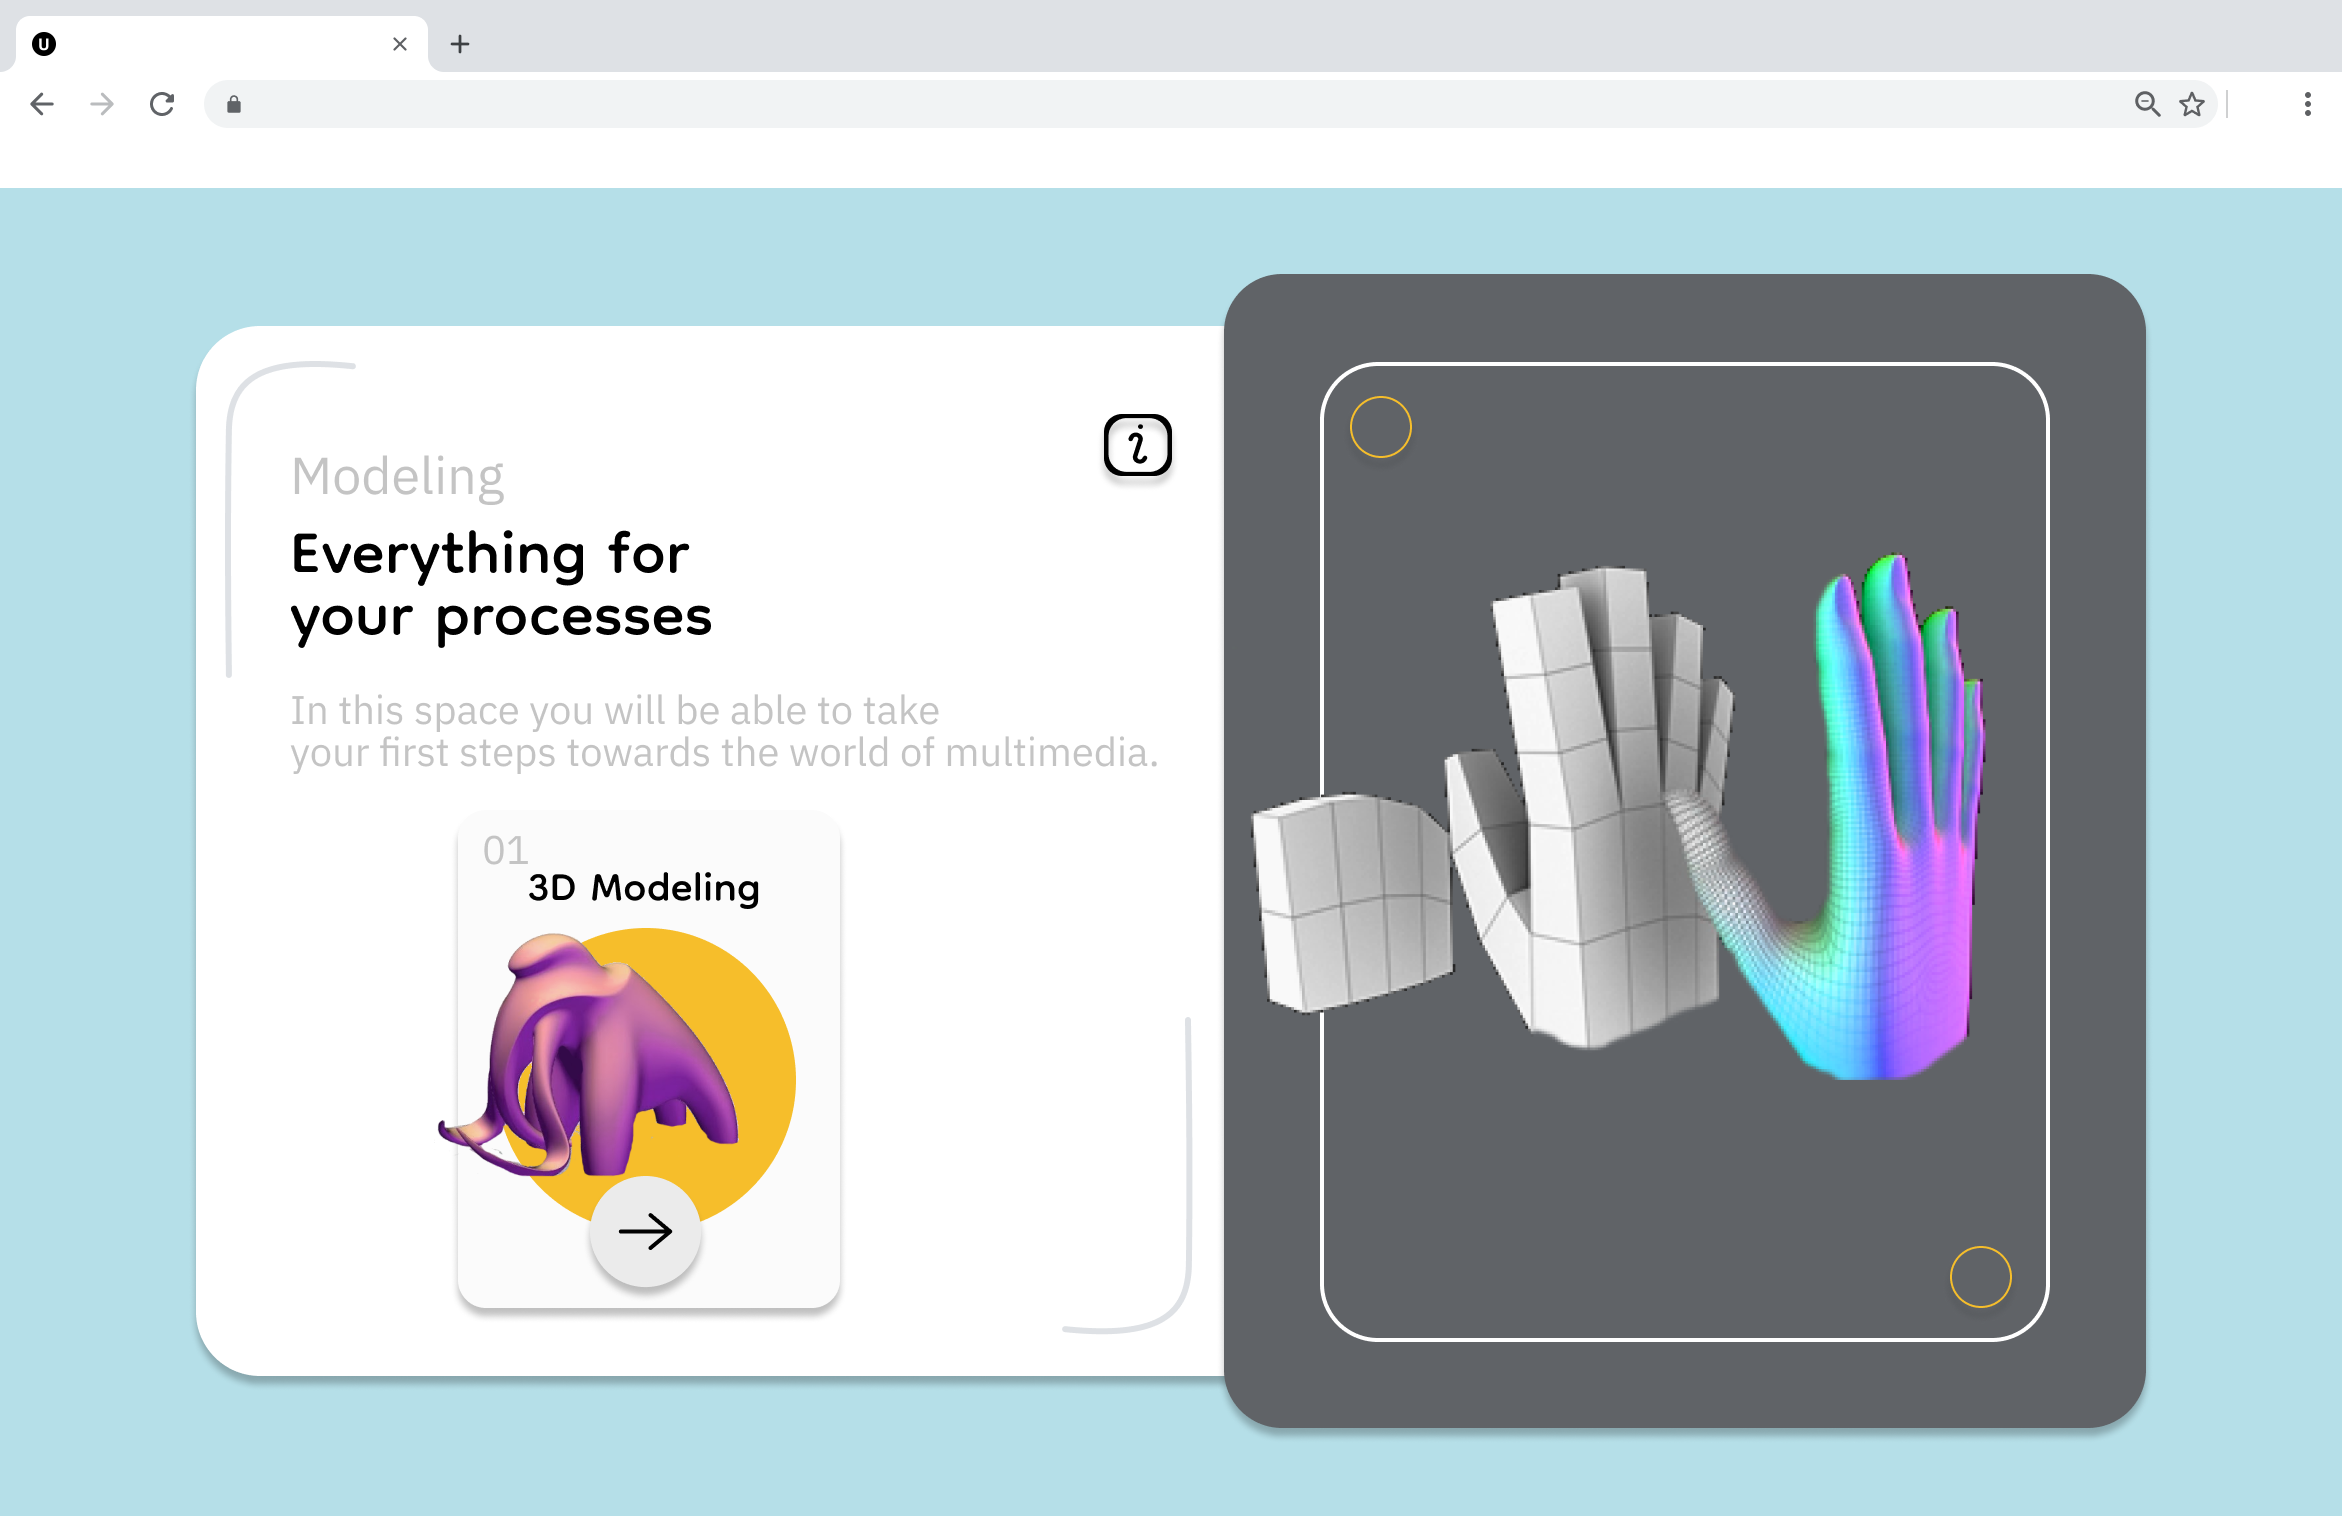 U
Modeling
i
Everything for
your processes
In this space you will be able to take
your first steps towards the world of multimedia.
01
3D Modeling